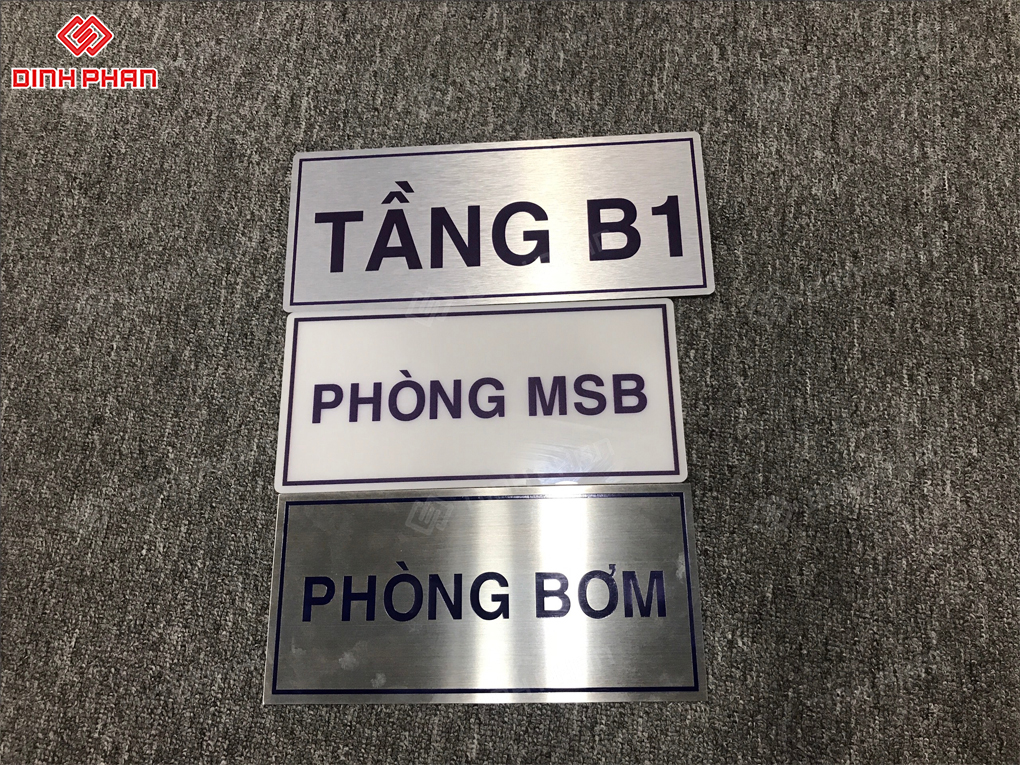 DINH PHAN
TẦNG B1
PHÒNG MSB
PHÒNG BƠM